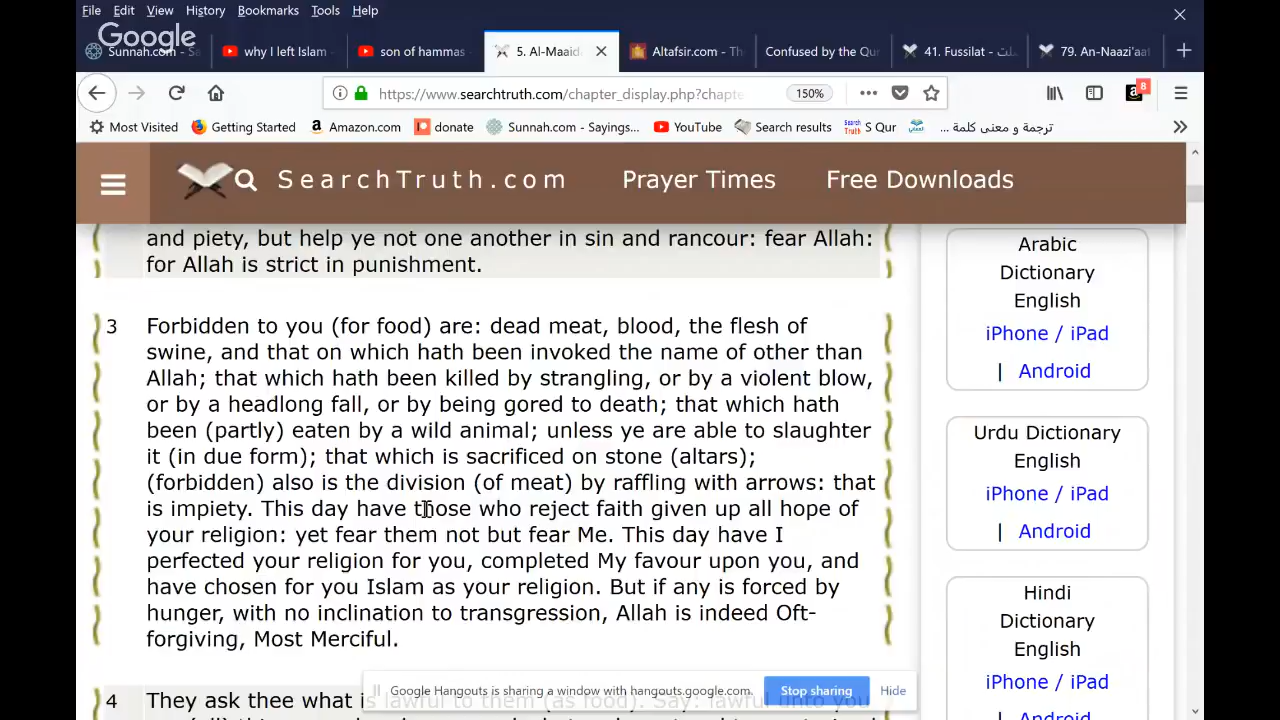 File Edit View History Bookmarks Tools Help
Google
Sunnah.com - Sa
why I left Islam -
son of hammas
5. Al-Maaid
Altafsir.com - Th
Confused by the Qu
41. Fussilat -
79. An-Naazi'aat
https://www.searchtruth.com/chapter_display.php?chapte
150%
8
Most Visited Getting Started Amazon.com donate Sunnah.com - Sayings... YouTube Search results S Qur ترجمة و معنى كلمة ...
SearchTruth.com Prayer Times Free Downloads
and piety, but help ye not one another in sin and rancour: fear Allah:
for Allah is strict in punishment.
3 Forbidden to you (for food) are: dead meat, blood, the flesh of
swine, and that on which hath been invoked the name of other than
Allah; that which hath been killed by strangling, or by a violent blow,
or by a headlong fall, or by being gored to death; that which hath
been (partly) eaten by a wild animal; unless ye are able to slaughter
it (in due form); that which is sacrificed on stone (altars);
(forbidden) also is the division (of meat) by raffling with arrows: that
is impiety. This day have those who reject faith given up all hope of
your religion: yet fear them not but fear Me. This day have I
perfected your religion for you, completed My favour upon you, and
have chosen for you Islam as your religion. But if any is forced by
hunger, with no inclination to transgression, Allah is indeed Oft-
forgiving, Most Merciful.
4 They ask thee what is lawful to them (as food). Say: lawful unto you
Arabic
Dictionary
English
iPhone / iPad
| Android
Urdu Dictionary
English
iPhone / iPad
| Android
Hindi
Dictionary
English
iPhone / iPad
| Android
Google Hangouts is sharing a window with hangouts.google.com.
Stop sharing
Hide